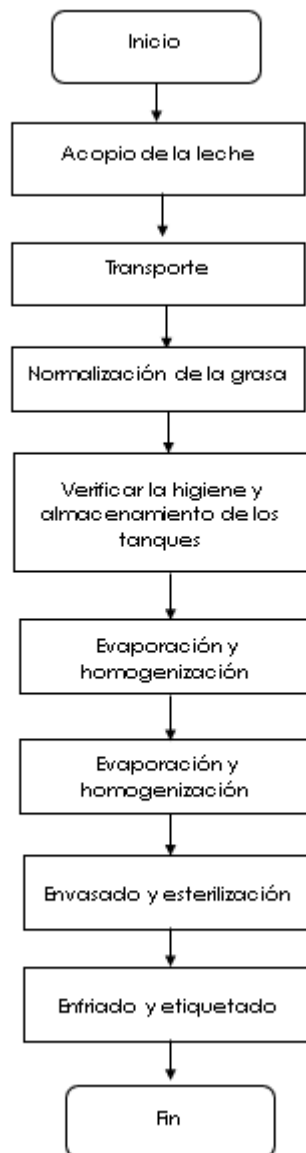 Inicio
Acopio de la leche
Transporte
Normalización de la grasa
Verificar la higiene y
almacenamiento de los
tanques
Evaporación y
homogenización
Evaporación y
homogenización
Envasado y esterilización
Enfriado y etiquetado
Fin